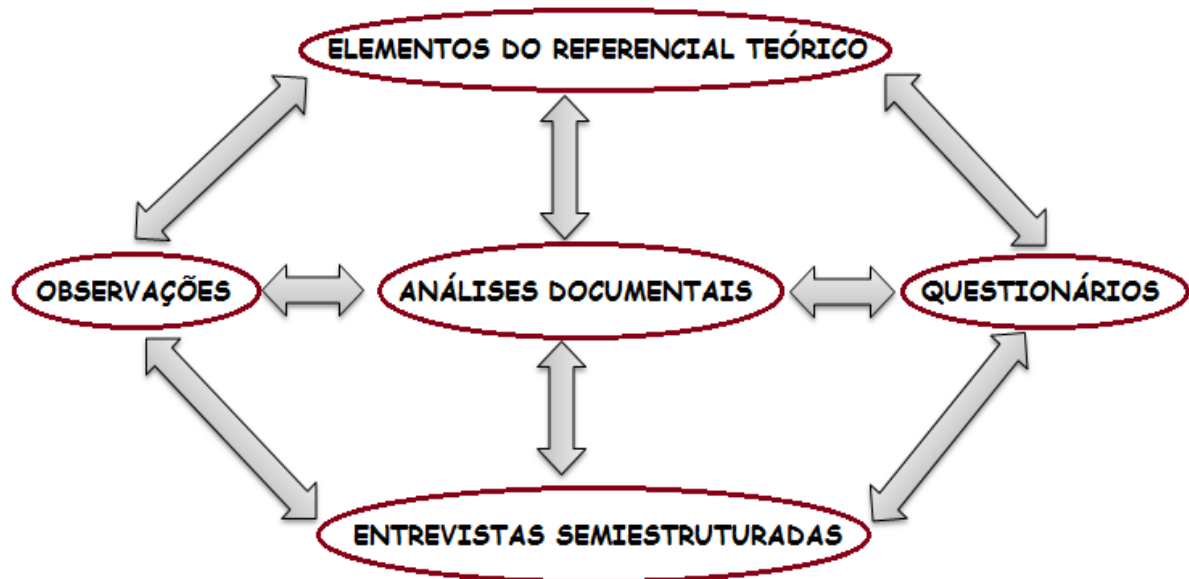 ELEMENTOS DO REFERENCIAL TEÓRICO
OBSERVAÇÕES
ANÁLISES DOCUMENTAIS
QUESTIONÁRIOS
ENTREVISTAS SEMIESTRUTURADAS